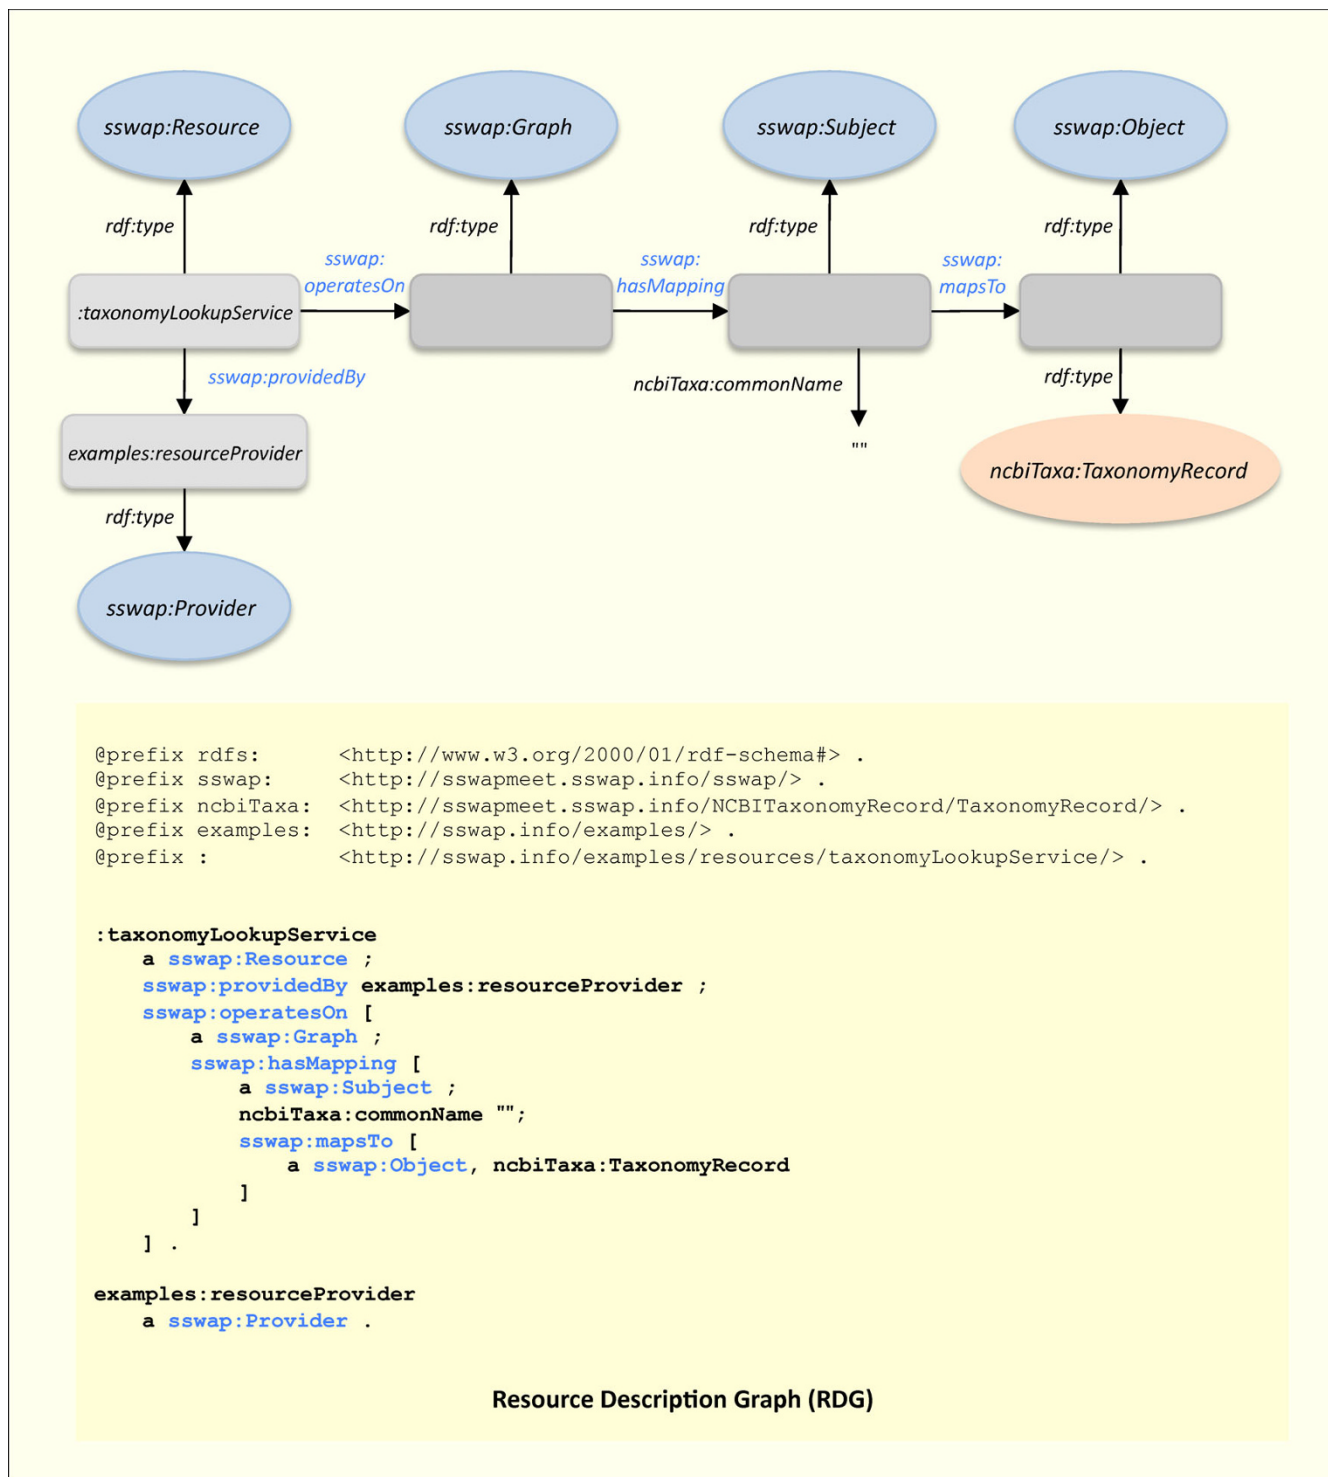 sswap:Resource
sswap:Graph
sswap:Subject
sswap:Object
rdf:type
rdf:type
rdf:type
rdf:type
sswap:
operatesOn
sswap:
hasMapping
sswap:
mapsTo
:taxonomyLookupService
sswap:providedBy
ncbiTaxa:commonName
rdf:type
""
examples:resourceProvider
ncbiTaxa:TaxonomyRecord
rdf:type
sswap:Provider
@prefix rdfs: <http://www.w3.org/2000/01/rdf-schema#> .
@prefix sswap: <http://sswapmeet.sswap.info/sswap/> .
@prefix ncbiTaxa: <http://sswapmeet.sswap.info/NCBITaxonomyRecord/TaxonomyRecord/> .
@prefix examples: <http://sswap.info/examples/> .
@prefix : <http://sswap.info/examples/resources/taxonomyLookupService/> .
:taxonomyLookupService
a sswap:Resource ;
sswap:providedBy examples:resourceProvider ;
sswap:operatesOn [
a sswap:Graph ;
sswap:hasMapping [
a sswap:Subject ;
ncbiTaxa:commonName "";
sswap:mapsTo [
a sswap:Object, ncbiTaxa:TaxonomyRecord
]
]
] .
examples:resourceProvider
a sswap:Provider .
Resource Description Graph (RDG)